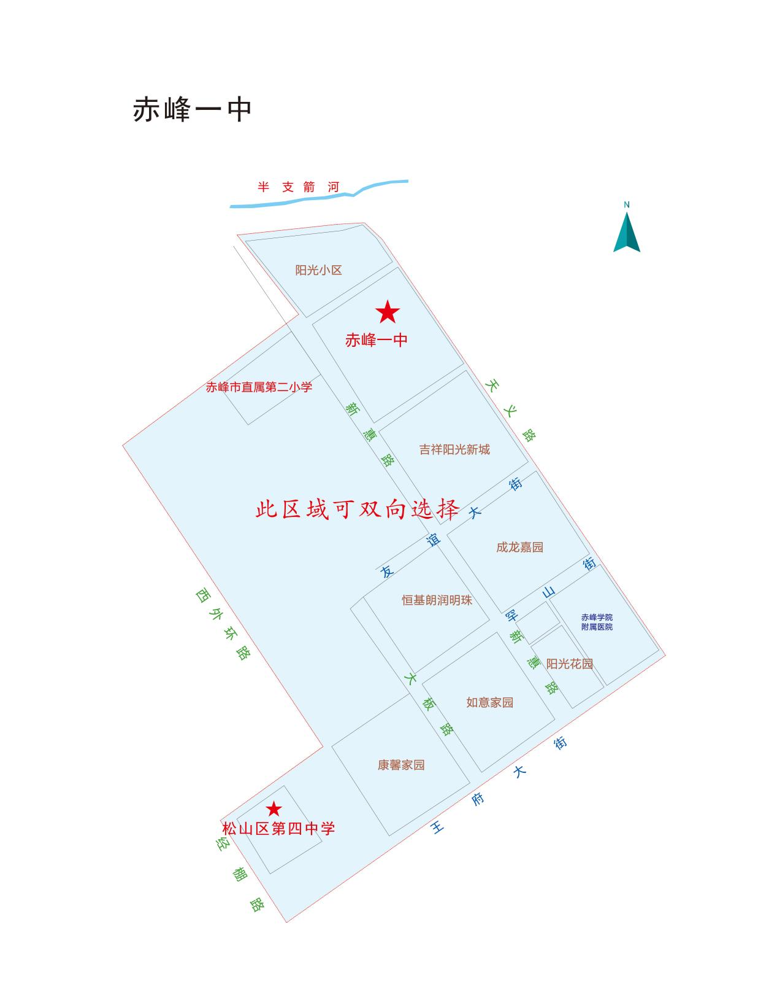 赤峰一中
半支箭河
N
阳光小区
赤峰一中
赤峰市直属第二小学
天义路
新惠路
吉祥阳光新城
此区域可双向选择
友谊大街
成龙嘉园
恒基朗润明珠
罕山街
赤峰学院
附属医院
西外环路
新惠路
阳光花园
大板路
如意家园
康馨家园
王府大街
松山区第四中学
经棚路